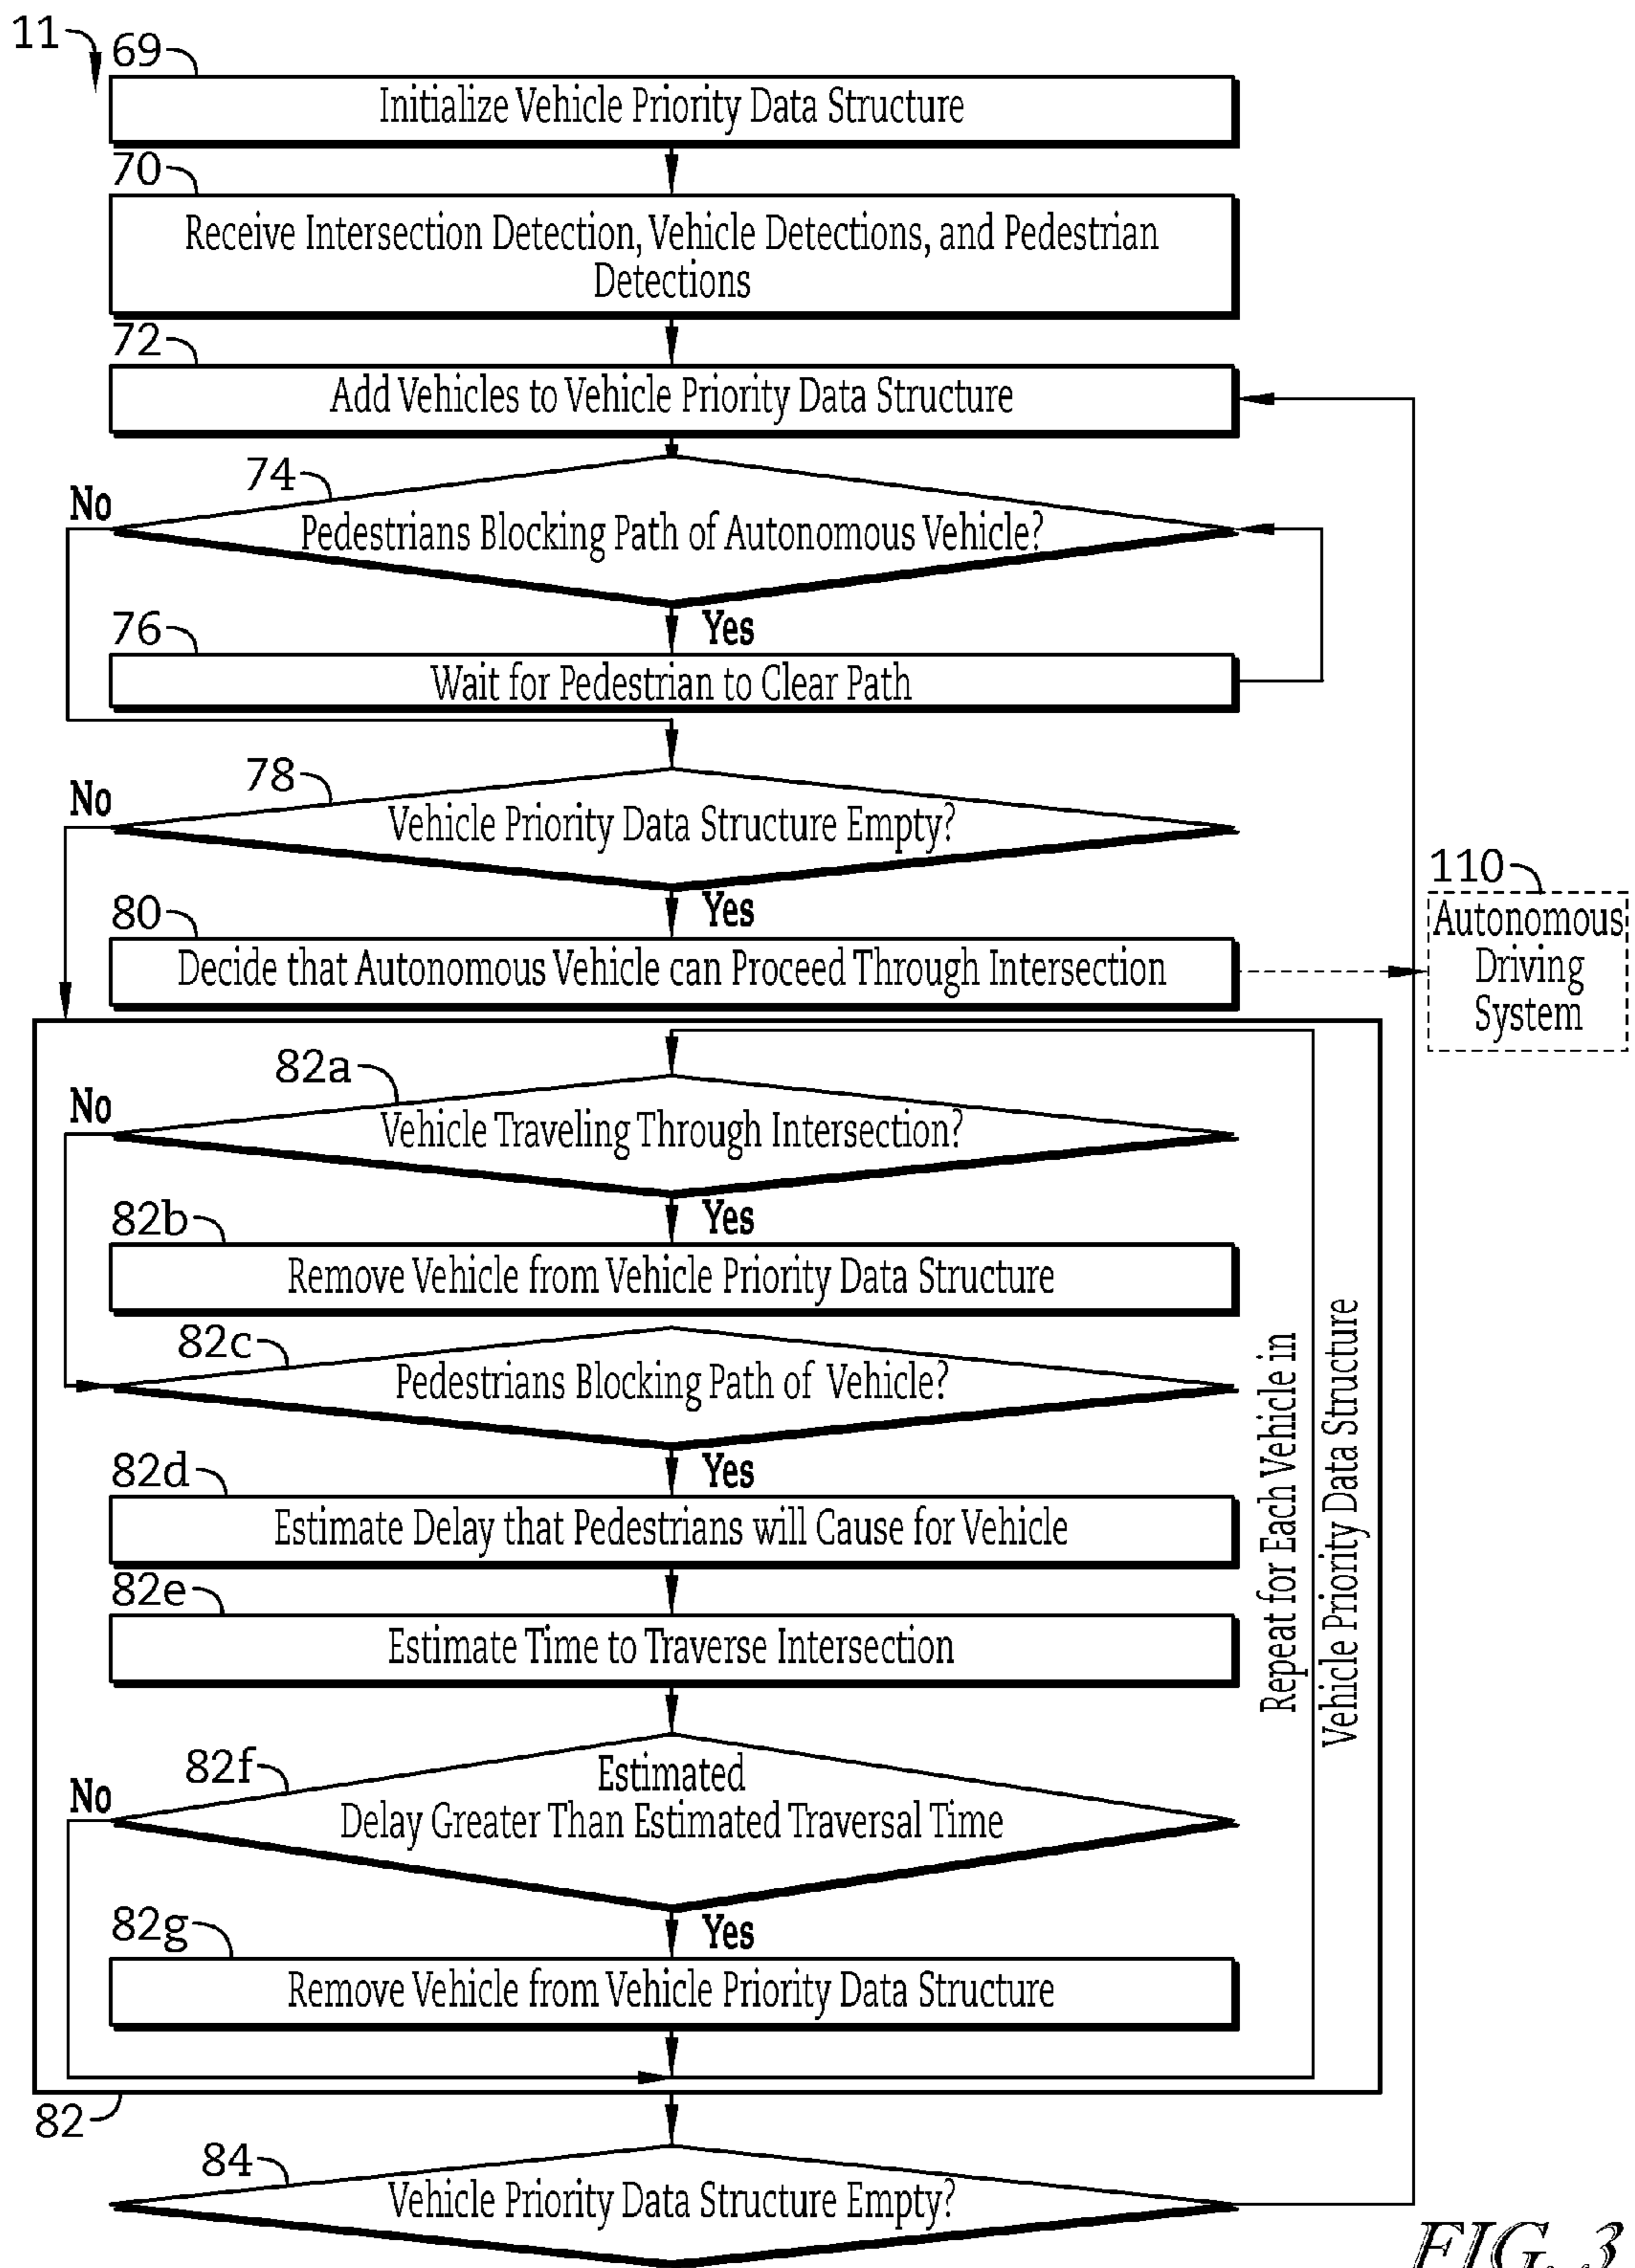 11
69
Initialize Vehicle Priority Data Structure
70
Receive Intersection Detection, Vehicle Detections, and Pedestrian
Detections
72
Add Vehicles to Vehicle Priority Data Structure
74
No
Pedestrians Blocking Path of Autonomous Vehicle?
Yes
76
Wait for Pedestrian to Clear Path
78
No
Vehicle Priority Data Structure Empty?
Yes
80
Decide that Autonomous Vehicle can Proceed Through Intersection
110
Autonomous
Driving
System
82a
No
Vehicle Traveling Through Intersection?
Yes
82b
Remove Vehicle from Vehicle Priority Data Structure
82c
Pedestrians Blocking Path of Vehicle?
Yes
82d
Estimate Delay that Pedestrians will Cause for Vehicle
82e
Estimate Time to Traverse Intersection
82f
No
Estimated
Delay Greater Than Estimated Traversal Time
Yes
82g
Remove Vehicle from Vehicle Priority Data Structure
Repeat for Each Vehicle in
Vehicle Priority Data Structure
82
84
Vehicle Priority Data Structure Empty?
FIG. 3